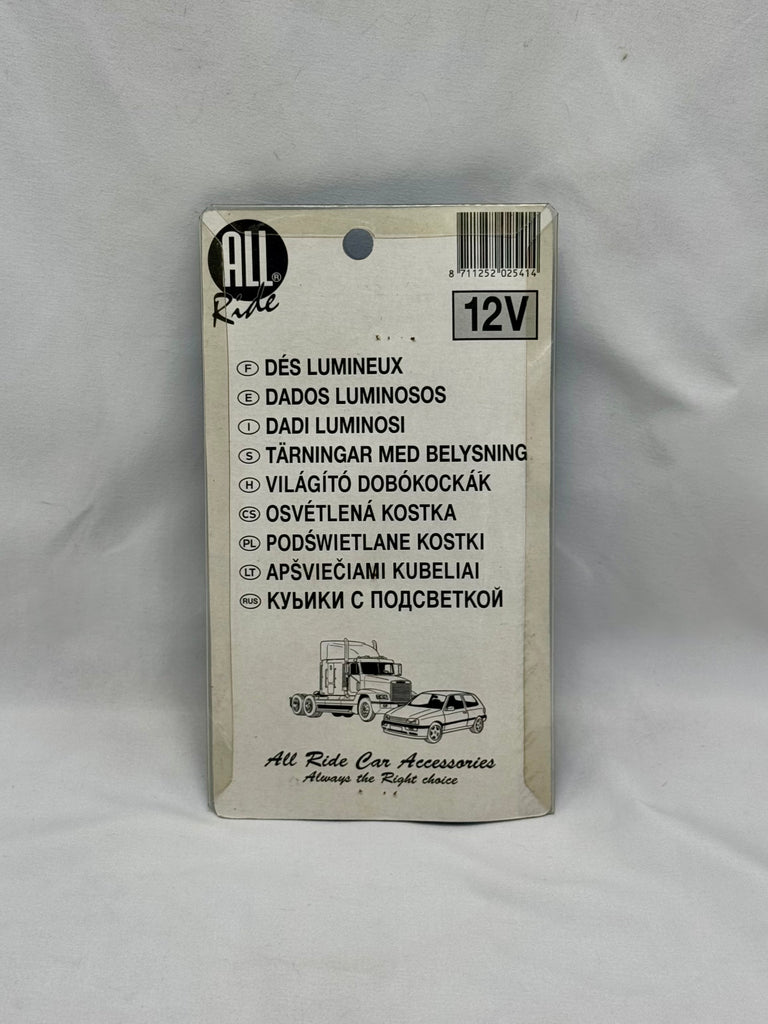 ALL®
Ride
8 711252 025414
12V
F DÉS LUMINEUX
E DADOS LUMINOSOS
I DADI LUMINOSI
S TÄRNINGAR MED BELYSNING
H VILÁGÍTÓ DOBÓKOCKÁK
CS OSVÉTLENÁ KOSTKA
PL PODŚWIETLANE KOSTKI
LT APŠVIEČIAMI KUBELIAI
RUS КУЬИКИ С ПОДСВЕТКОЙ
All Ride Car Accessories
Always the Right choice